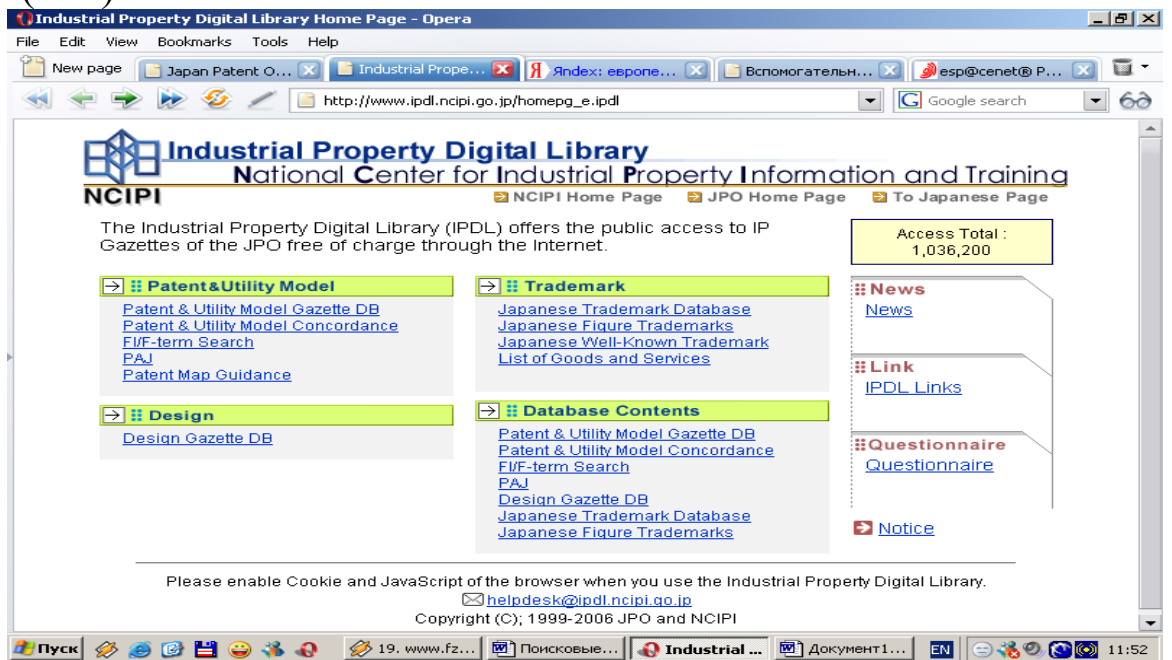 Industrial Property Digital Library Home Page - Opera
File Edit View Bookmarks Tools Help
New page Japan Patent O... Industrial Prope... Яndex: европе... Вспомогательн... esp@cenet® P...
http://www.ipdl.ncipi.go.jp/homepg_e.ipdl Google search
Industrial Property Digital Library
National Center for Industrial Property Information and Training
NCIPI
NCIPI Home Page JPO Home Page To Japanese Page
The Industrial Property Digital Library (IPDL) offers the public access to IP
Gazettes of the JPO free of charge through the Internet.
Access Total :
1,036,200
Patent&Utility Model
Patent & Utility Model Gazette DB
Patent & Utility Model Concordance
FI/F-term Search
PAJ
Patent Map Guidance
Design
Design Gazette DB
Trademark
Japanese Trademark Database
Japanese Figure Trademarks
Japanese Well-Known Trademark
List of Goods and Services
Database Contents
Patent & Utility Model Gazette DB
Patent & Utility Model Concordance
FI/F-term Search
PAJ
Design Gazette DB
Japanese Trademark Database
Japanese Figure Trademarks
News
News
Link
IPDL Links
Questionnaire
Questionnaire
Notice
Please enable Cookie and JavaScript of the browser when you use the Industrial Property Digital Library.
helpdesk@ipdl.ncipi.go.jp
Copyright (C); 1999-2006 JPO and NCIPI
Пуск 19. www.fz... Поисковые... Industrial ... Документ1... EN 11:52